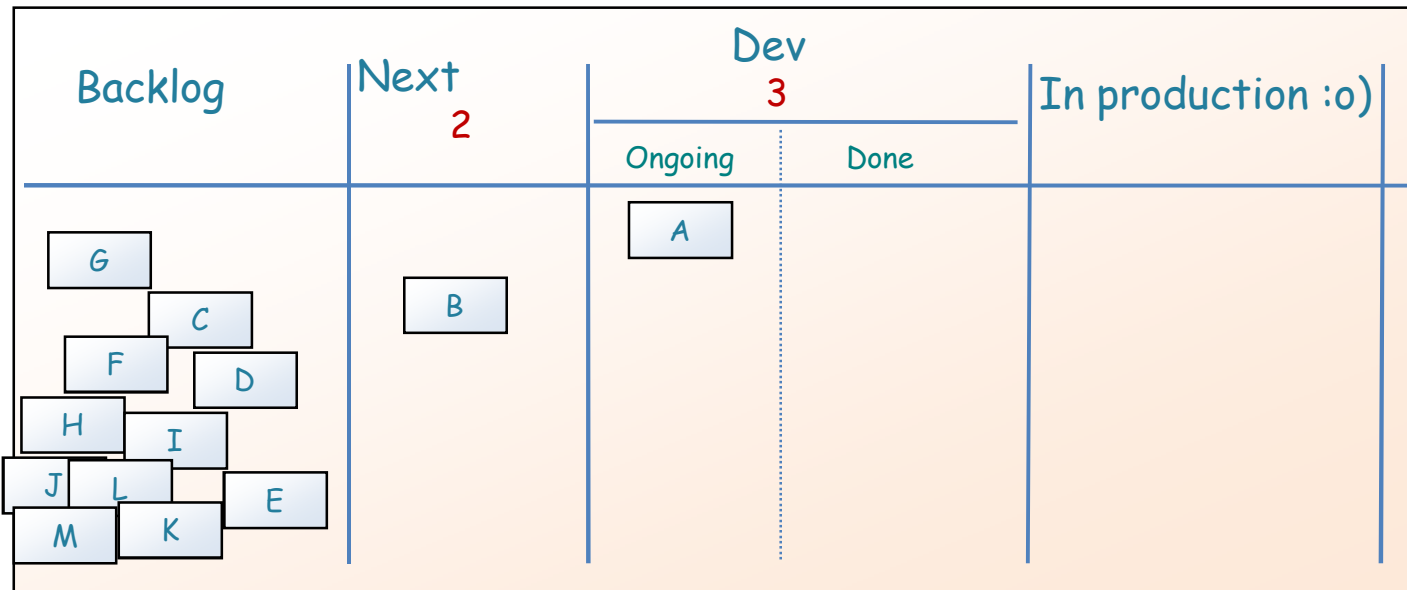 Backlog
Next
2
Dev
3
In production :o)
Ongoing
Done
A
G
B
C
F
D
H
I
J
L
E
M
K